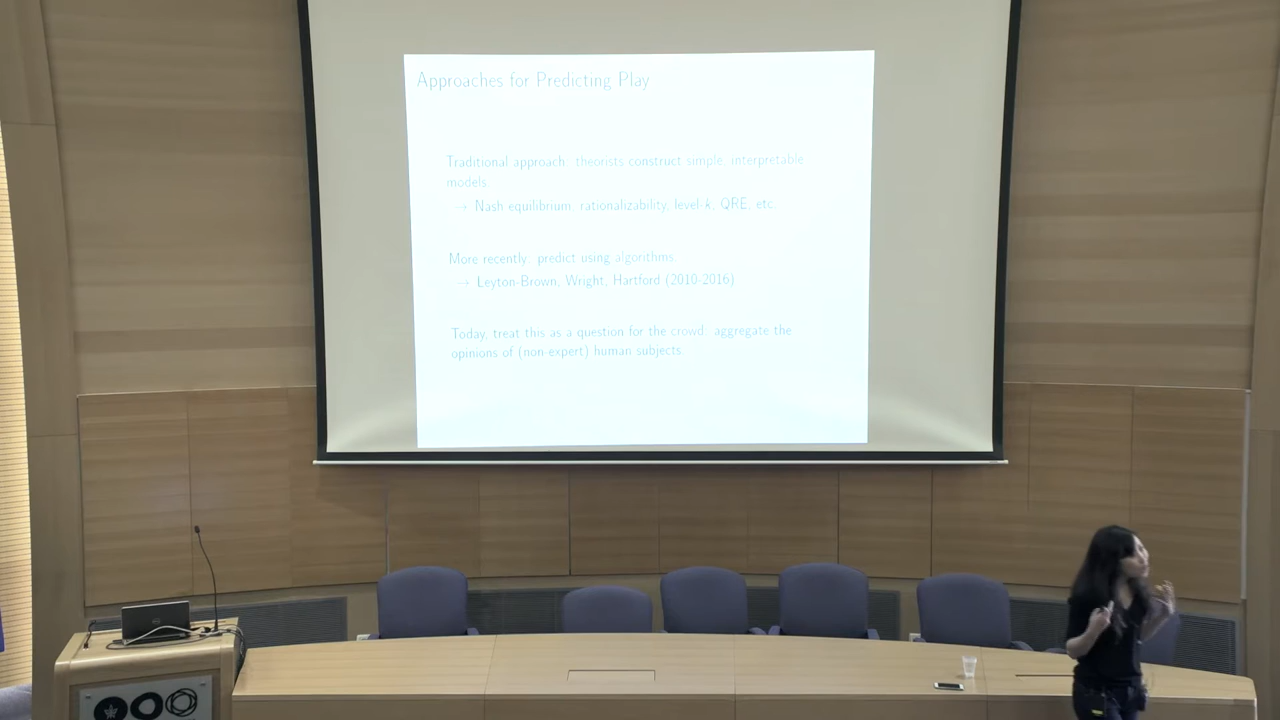 Approaches for Predicting Play
Traditional approach: theorists construct simple, interpretable
models.
→ Nash equilibrium, rationalizability, level-k, QRE, etc.
More recently: predict using algorithms.
→ Leyton-Brown, Wright, Hartford (2010-2016)
Today, treat this as a question for the crowd: aggregate the
opinions of (non-expert) human subjects.